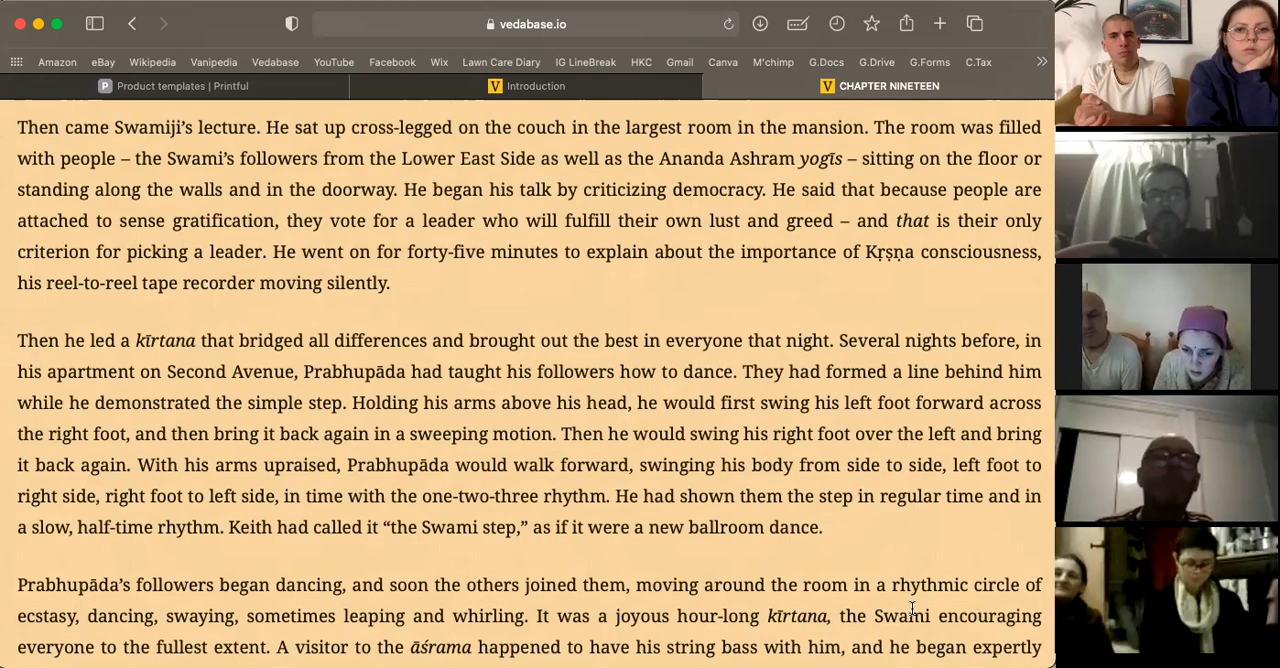 vedabase.io
Amazon eBay Wikipedia Vanipedia Vedabase YouTube Facebook Wix Lawn Care Diary IG LineBreak HKC Gmail Canva M'chimp G.Docs G.Drive G.Forms C.Tax
Product templates | Printful Introduction CHAPTER NINETEEN
Then came Swamiji’s lecture. He sat up cross-legged on the couch in the largest room in the mansion. The room was filled
with people – the Swami’s followers from the Lower East Side as well as the Ananda Ashram yogīs – sitting on the floor or
standing along the walls and in the doorway. He began his talk by criticizing democracy. He said that because people are
attached to sense gratification, they vote for a leader who will fulfill their own lust and greed – and that is their only
criterion for picking a leader. He went on for forty-five minutes to explain about the importance of Kṛṣṇa consciousness,
his reel-to-reel tape recorder moving silently.
Then he led a kīrtana that bridged all differences and brought out the best in everyone that night. Several nights before, in
his apartment on Second Avenue, Prabhupāda had taught his followers how to dance. They had formed a line behind him
while he demonstrated the simple step. Holding his arms above his head, he would first swing his left foot forward across
the right foot, and then bring it back again in a sweeping motion. Then he would swing his right foot over the left and bring
it back again. With his arms upraised, Prabhupāda would walk forward, swinging his body from side to side, left foot to
right side, right foot to left side, in time with the one-two-three rhythm. He had shown them the step in regular time and in
a slow, half-time rhythm. Keith had called it “the Swami step,” as if it were a new ballroom dance.
Prabhupāda’s followers began dancing, and soon the others joined them, moving around the room in a rhythmic circle of
ecstasy, dancing, swaying, sometimes leaping and whirling. It was a joyous hour-long kīrtana, the Swami encouraging
everyone to the fullest extent. A visitor to the āśrama happened to have his string bass with him, and he began expertly